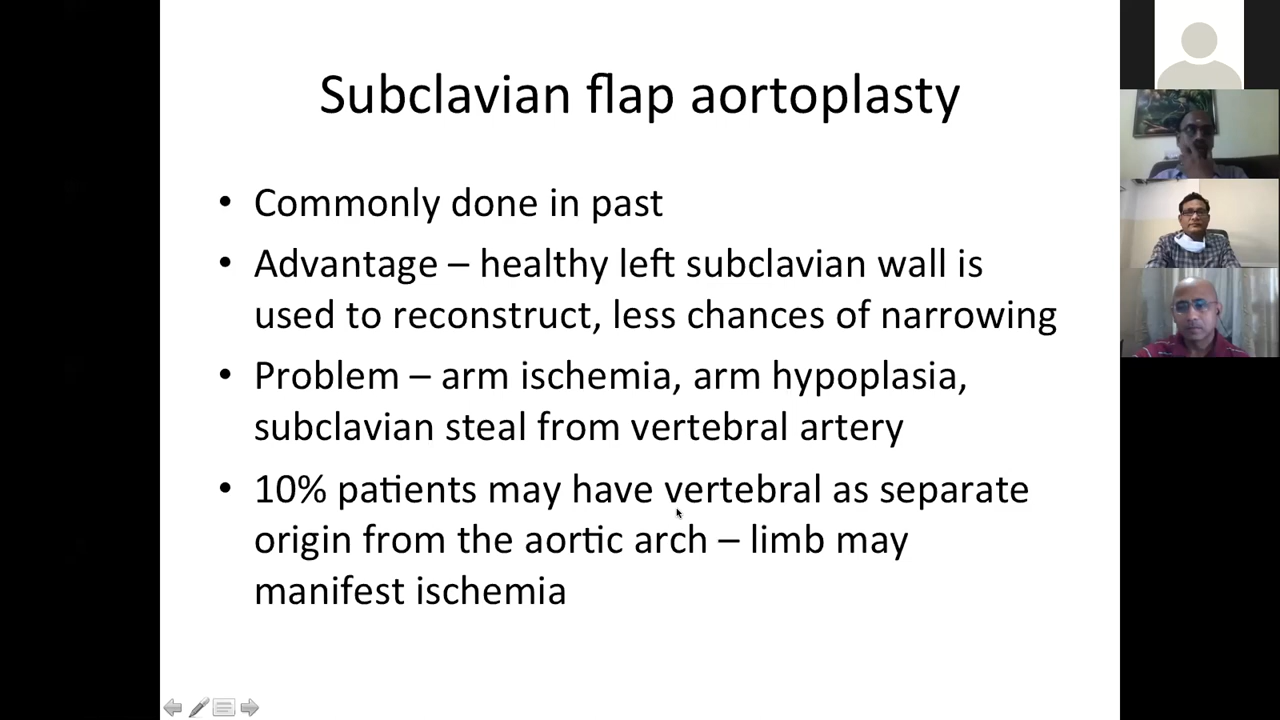 Subclavian flap aortoplasty
• Commonly done in past
• Advantage – healthy left subclavian wall is
used to reconstruct, less chances of narrowing
• Problem – arm ischemia, arm hypoplasia,
subclavian steal from vertebral artery
• 10% patients may have vertebral as separate
origin from the aortic arch – limb may
manifest ischemia